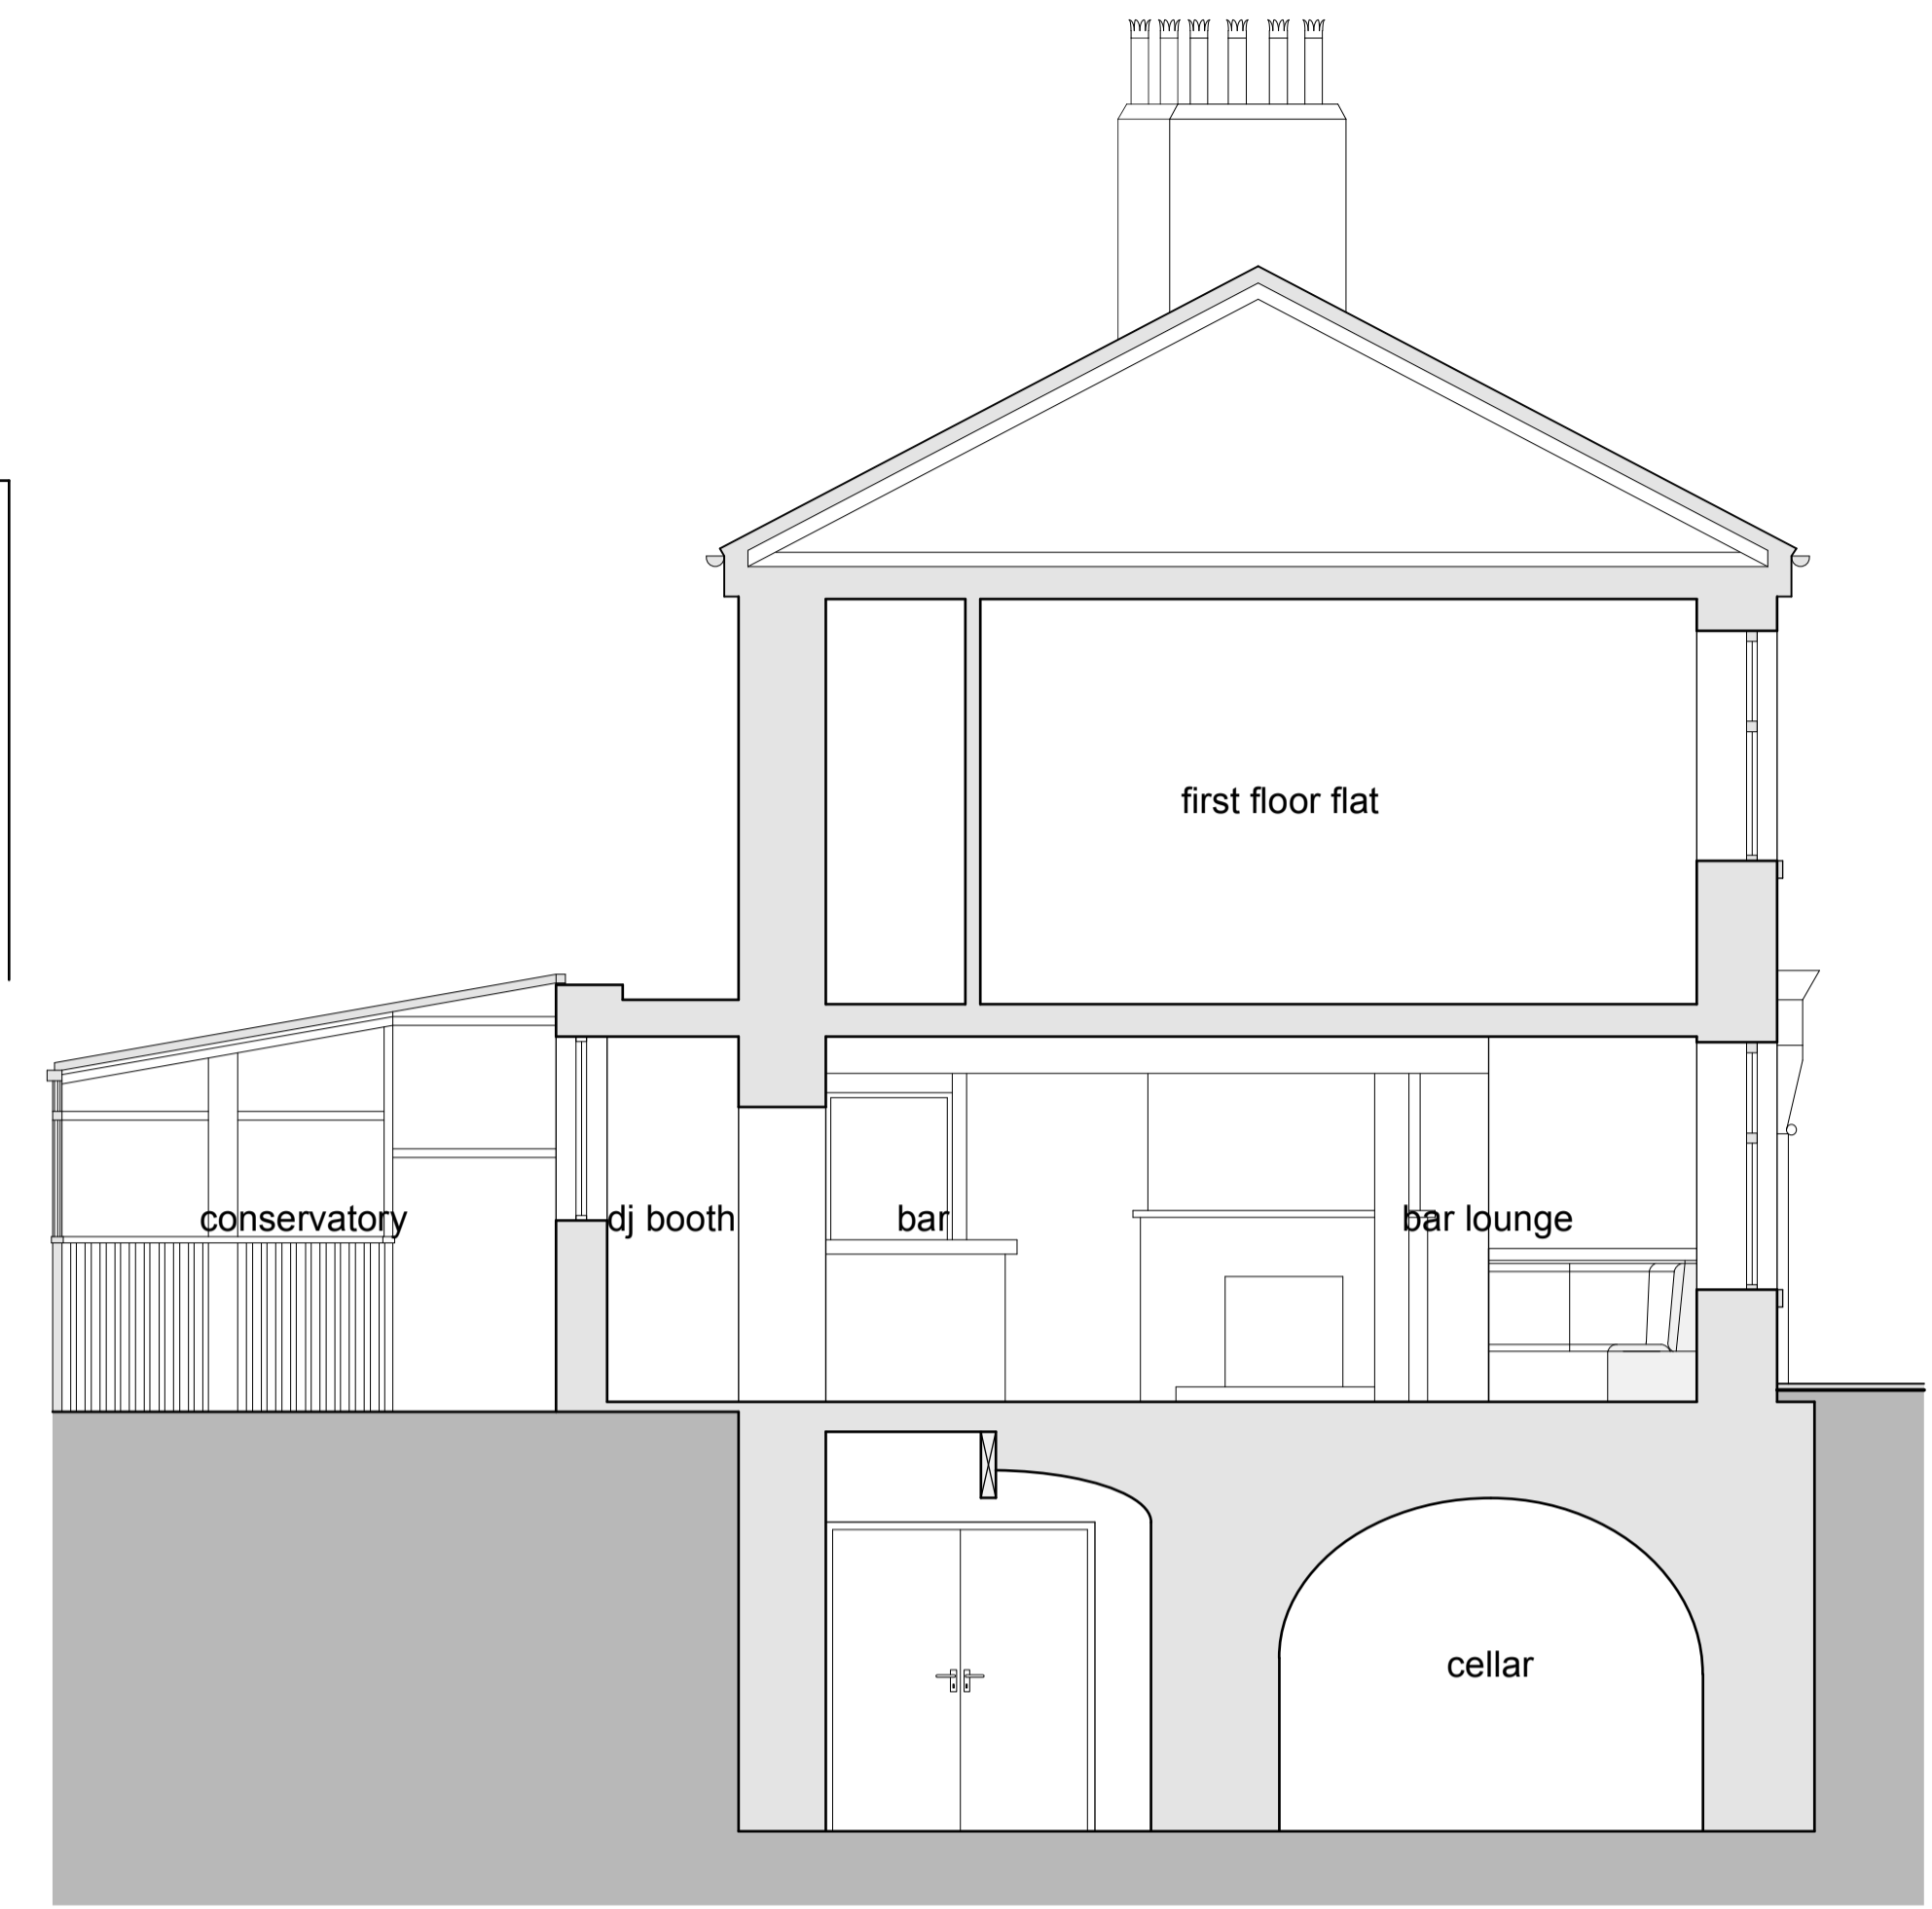 first floor flat
conservatory
dj booth
bar
bar lounge
cellar